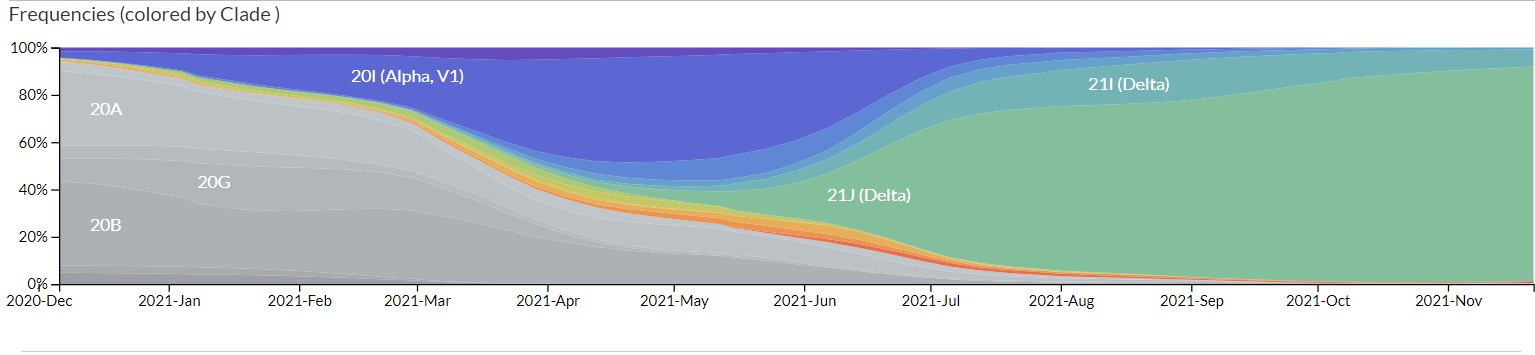 Frequencies (colored by Clade )
100%
80%
60%
40%
20%
0%
20I (Alpha, V1)
21I (Delta)
20A
20G
21J (Delta)
20B
2020-Dec
2021-Jan
2021-Feb
2021-Mar
2021-Apr
2021-May
2021-Jun
2021-Jul
2021-Aug
2021-Sep
2021-Oct
2021-Nov